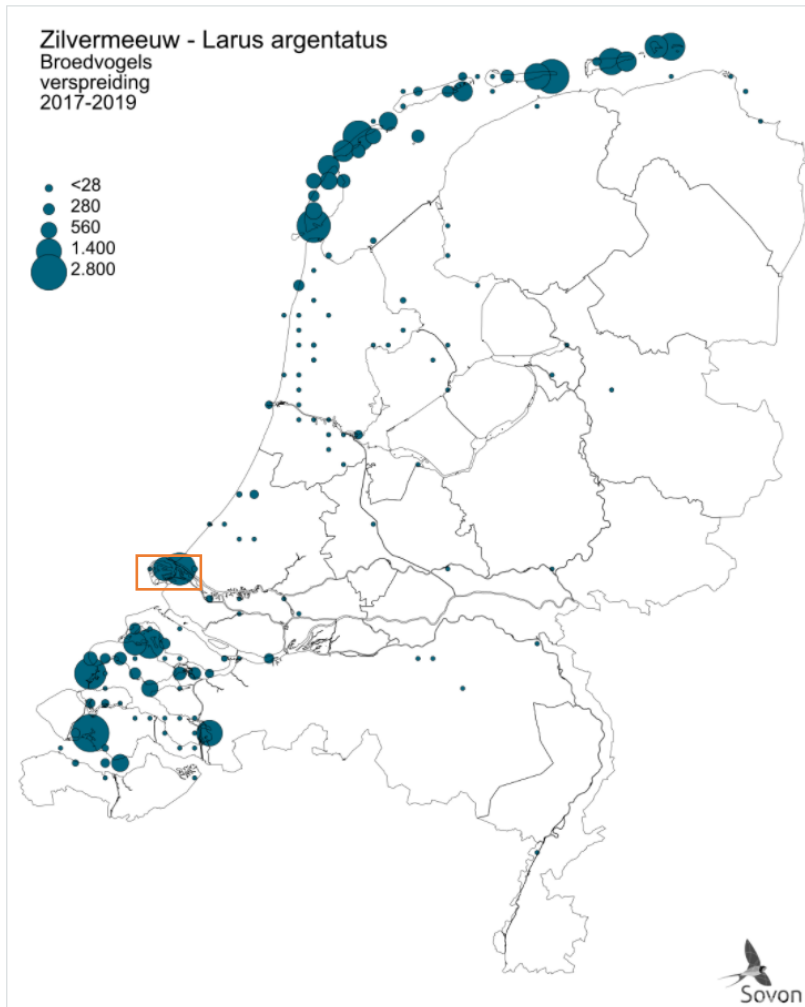 Zilvermeeuw - Larus argentatus
Broedvogels
verspreiding
2017-2019
<28
280
560
1.400
2.800
Sovon